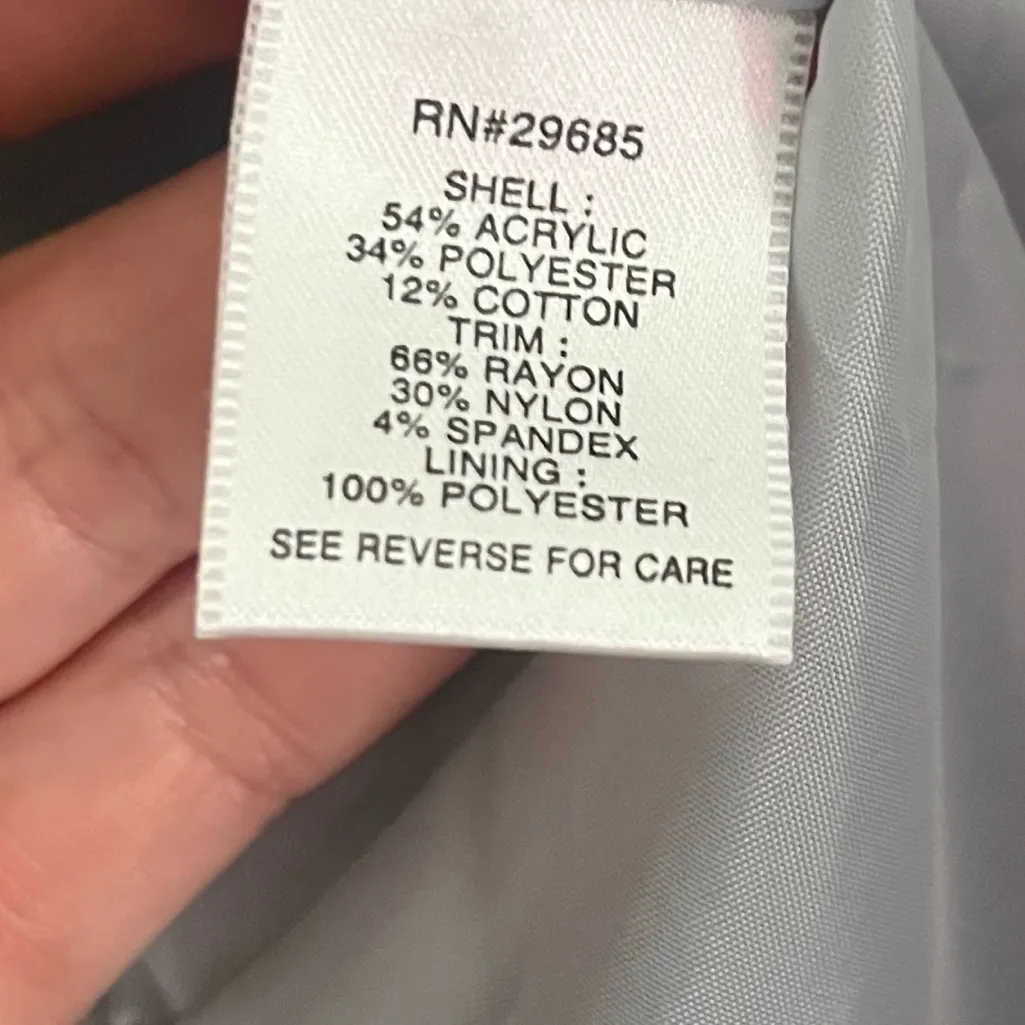 RN#29685
SHELL :
54% ACRYLIC
34% POLYESTER
12% COTTON
TRIM :
66% RAYON
30% NYLON
4% SPANDEX
LINING :
100% POLYESTER
SEE REVERSE FOR CARE